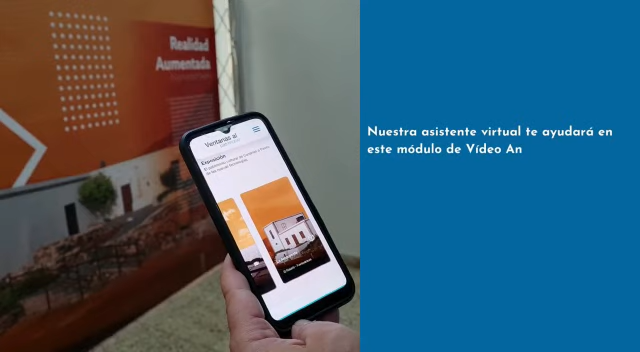 Realidad
Aumentada
Ventanas al
Exposición
Nuestra asistente virtual te ayudará en
este módulo de Vídeo An